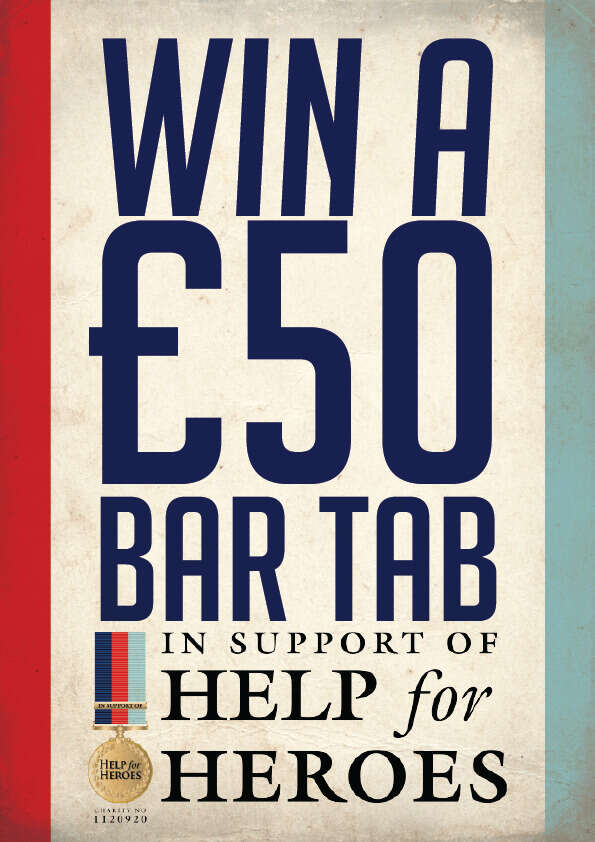 WIN A
£50
BAR TAB
IN SUPPORT OF
HELP for
HEROES
IN SUPPORT OF
HELP for
HEROES
CHARITY NO
1120920